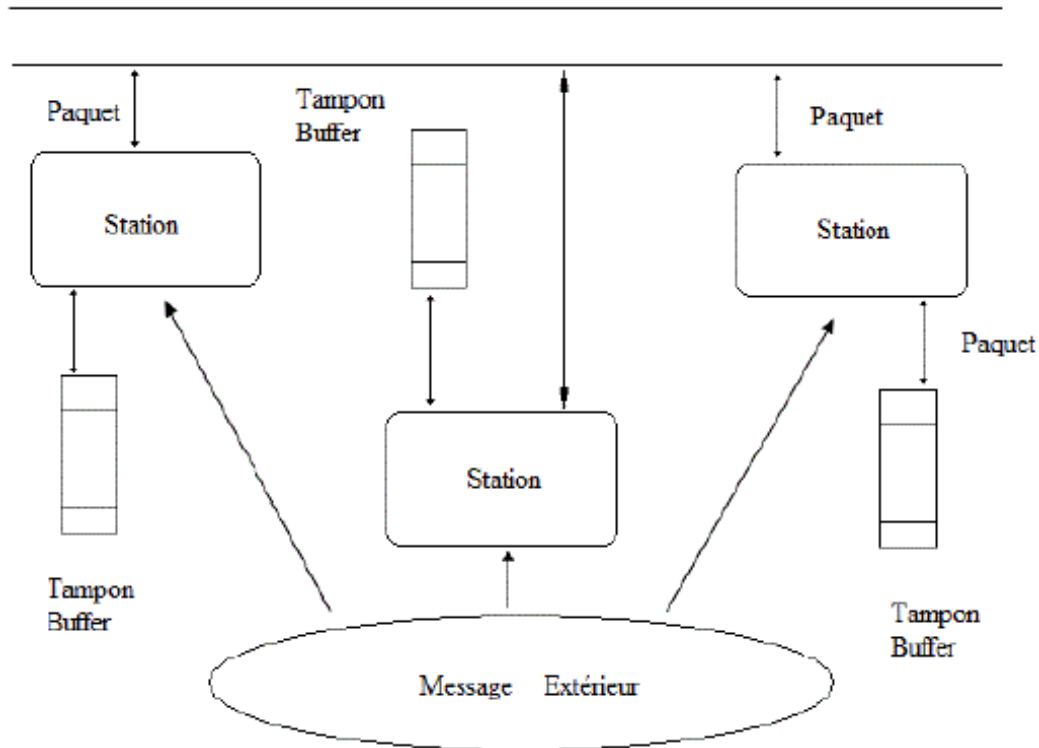 Paquet
Tampon
Buffer
Paquet
Station
Station
Paquet
Station
Tampon
Buffer
Tampon
Buffer
Message Extérieur